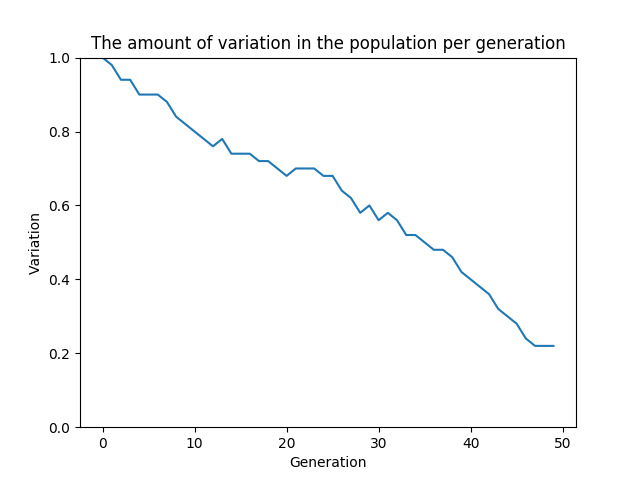 The amount of variation in the population per generation
1.0
0.8
0.6
0.4
0.2
0.0
Variation
0 10 20 30 40 50
Generation